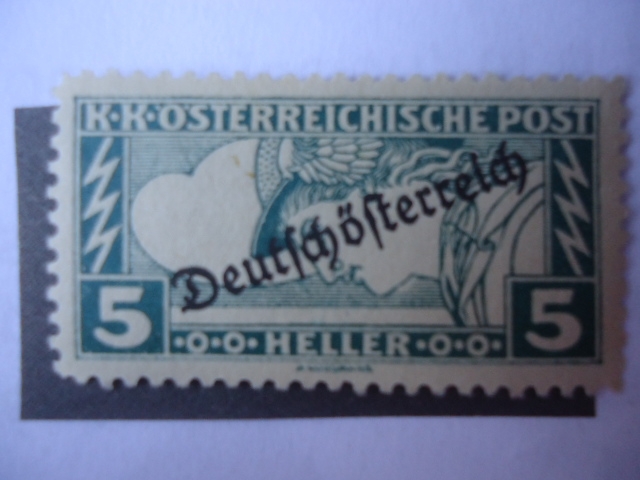 K·K·ÖSTERREICHISCHE POST
Deutſchöſterreich
5 ·O·O· HELLER ·O·O· 5